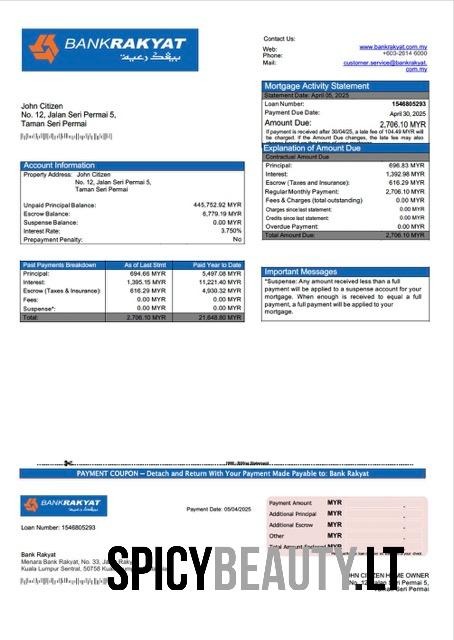 BANKRAKYAT
بيڠك رعية
Contact Us:
Web: www.bankrakyat.com.my
Phone: +603-2614 6000
Mail: customer.service@bankrakyat.
com.my
Mortgage Activity Statement
Statement Date: April 05, 2025
Loan Number: 1546805293
Payment Due Date: April 30, 2025
Amount Due: 2,706.10 MYR
If payment is received after 30/04/25, a late fee of 104.49 MYR will
be charged. If the Amount Due changes, the late fee may also
John Citizen
No. 12, Jalan Seri Permai 5,
Taman Seri Permai
Explanation of Amount Due
Contractual Amount Due
Principal: 696.83 MYR
Interest: 1,392.98 MYR
Escrow (Taxes and Insurance): 616.29 MYR
Regular Monthly Payment: 2,706.10 MYR
Fees & Charges (total outstanding) 0.00 MYR
Charges since last statement: 0.00 MYR
Credits since last statement: 0.00 MYR
Overdue Payment: 0.00 MYR
Total Amount Due: 2,706.10 MYR
Account Information
Property Address: John Citizen
No. 12, Jalan Seri Permai 5,
Taman Seri Permai
Unpaid Principal Balance: 445,752.92 MYR
Escrow Balance: 6,779.19 MYR
Suspense Balance: 0.00 MYR
Interest Rate: 3.750%
Prepayment Penalty: No
Past Payments Breakdown As of Last Stmt Paid Year to Date
Principal: 694.66 MYR 5,497.08 MYR
Interest: 1,395.15 MYR 11,221.40 MYR
Escrow (Taxes & Insurance): 616.29 MYR 4,930.32 MYR
Fees: 0.00 MYR 0.00 MYR
Suspense*: 0.00 MYR 0.00 MYR
Total: 2,706.10 MYR 21,648.80 MYR
Important Messages
*Suspense: Any amount received less than a full
payment will be applied to a suspense account for your
mortgage. When enough is received to equal a full
payment, a full payment will be applied to your
mortgage.
PAYMENT COUPON – Detach and Return With Your Payment Made Payable to: Bank Rakyat
BANKRAKYAT
بيڠك رعية
Payment Date: 05/04/2025
Loan Number: 1546805293
Payment Amount MYR .
Additional Principal MYR .
Additional Escrow MYR .
Other MYR .
Total Amount Enclosed MYR
Bank Rakyat
Menara Bank Rakyat, No. 33, Jalan
Kuala Lumpur Sentral, 50758 Kuala
JOHN CITIZEN HOME OWNER
No. 12,
Taman Seri Permai
SPICYBEAUTY.LT